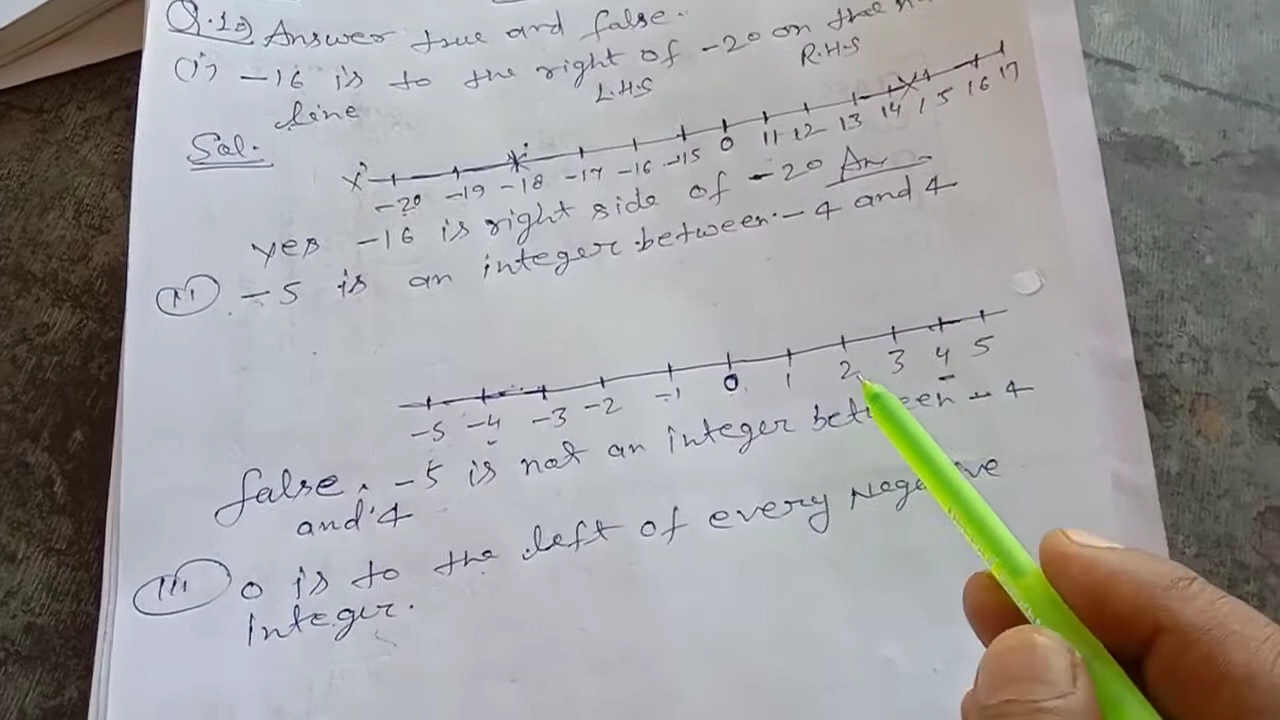 Q.10) Answer true and false.
(i) -16 is to the right of -20 on the
line L.H.S R.H.S
Sol.
-20 -19 -18 -17 -16 -15 0 11 12 13 14 15 16 17
Yes -16 is right side of -20 An
(ii) -5 is an integer between -4 and 4
-5 -4 -3 -2 -1 0 1 2 3 4 5
false. -5 is not an integer between -4
and 4
(iii) 0 is to the left of every Negative
integer.